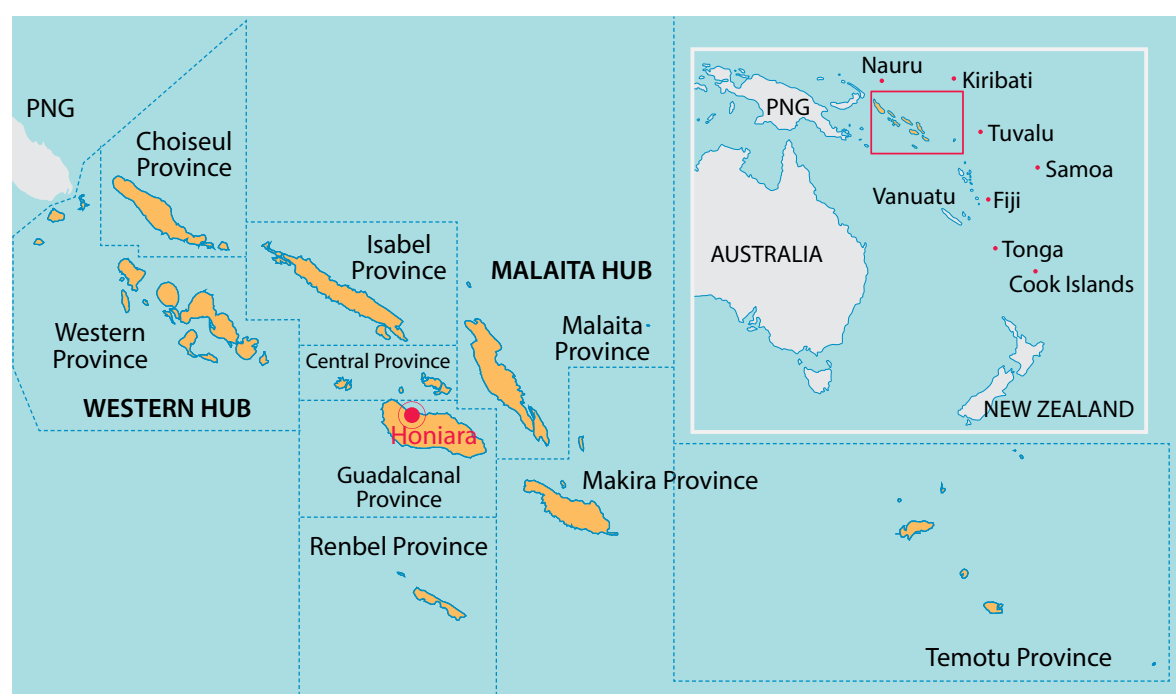 PNG
Choiseul
Province
Isabel
Province
MALAITA HUB
Western
Province
WESTERN HUB
Central Province
Malaita
Province
Honiara
Guadalcanal
Province
Makira Province
Renbel Province
Temotu Province
Nauru
Kiribati
PNG
Tuvalu
Samoa
Vanuatu
Fiji
AUSTRALIA
Tonga
Cook Islands
NEW ZEALAND